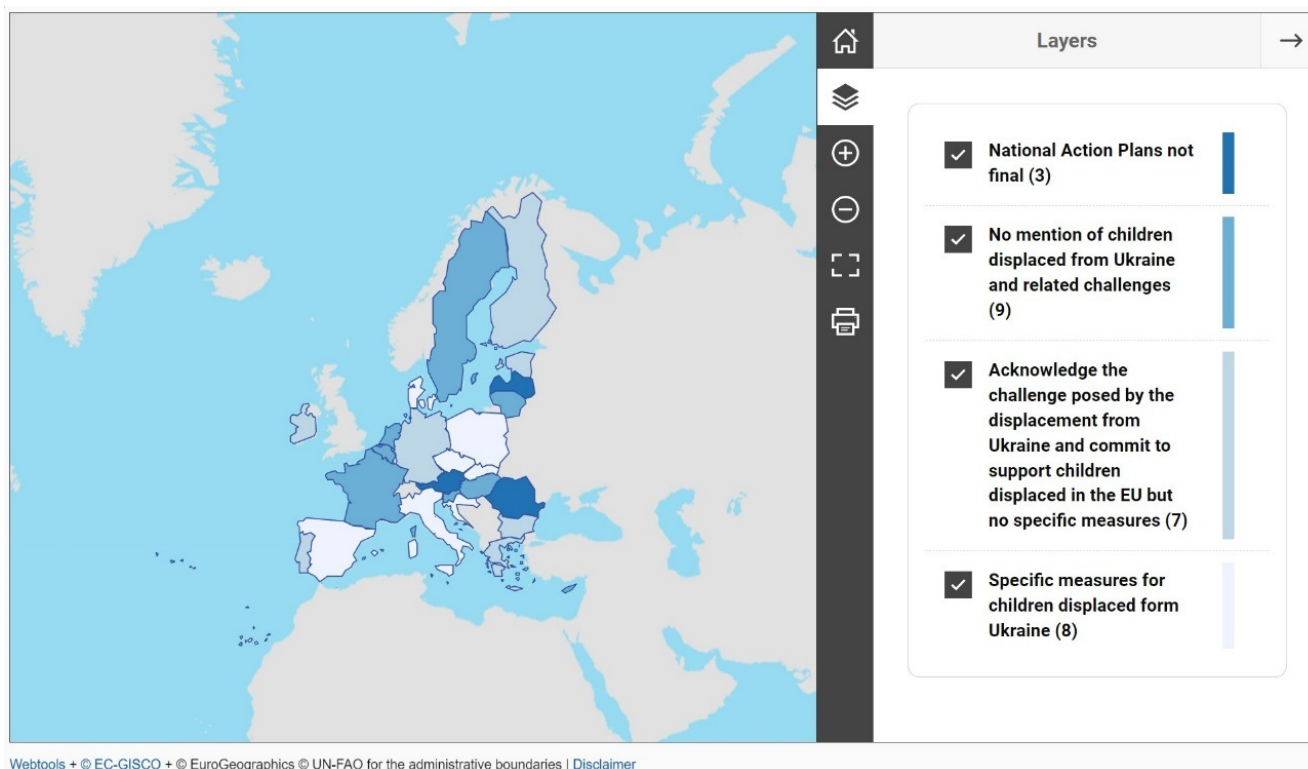 Layers
National Action Plans not
final (3)
No mention of children
displaced from Ukraine
and related challenges
(9)
Acknowledge the
challenge posed by the
displacement from
Ukraine and commit to
support children
displaced in the EU but
no specific measures (7)
Specific measures for
children displaced form
Ukraine (8)
Webtools + © EC-GISCO + © EuroGeographics © UN-FAO for the administrative boundaries | Disclaimer